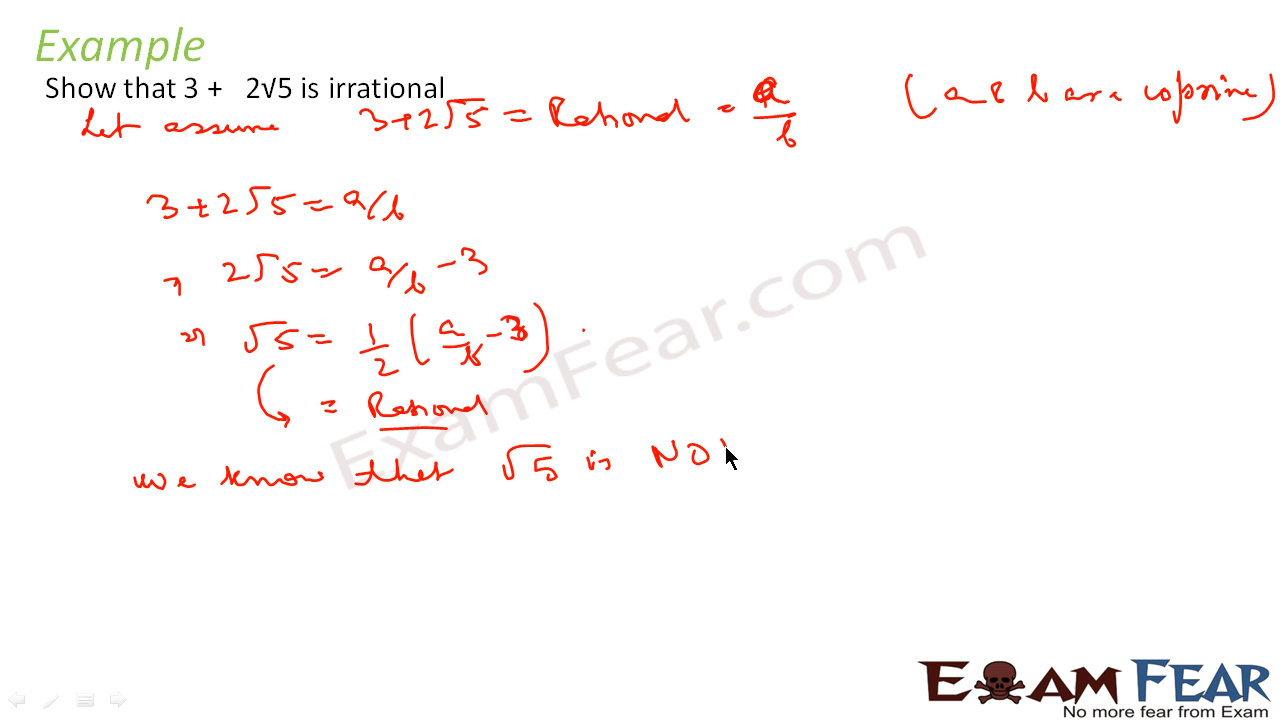 Example
Show that 3 + 2√5 is irrational
Let assume 3+2√5 = Rational = a/b (a & b are coprime)
3+2√5 = a/b
⇒ 2√5 = a/b - 3
⇒ √5 = 1/2 (a/b - 3)
= Rational
we know that √5 is NO
ExamFear.com
EXAM FEAR
No more fear from Exam